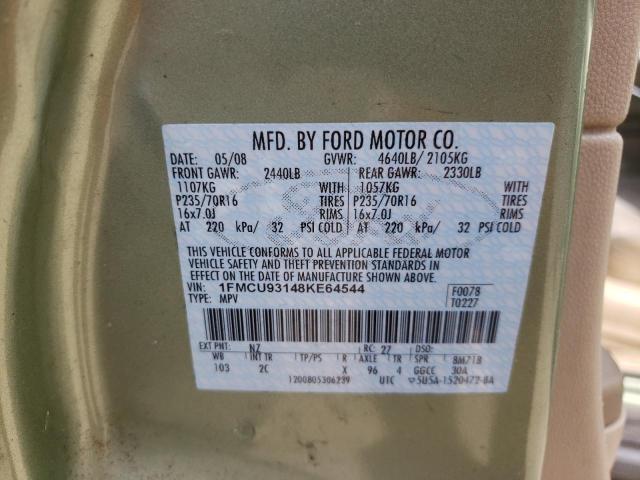 MFD. BY FORD MOTOR CO.
DATE: 05/08 GVWR: 4640LB/ 2105KG
FRONT GAWR: 2440LB REAR GAWR: 2330LB
1107KG WITH 1057KG WITH
P235/70R16 TIRES P235/70R16 TIRES
16x7.0J RIMS 16x7.0J RIMS
AT 220 kPa/ 32 PSI COLD AT 220 kPa/ 32 PSI COLD
THIS VEHICLE CONFORMS TO ALL APPLICABLE FEDERAL MOTOR
VEHICLE SAFETY AND THEFT PREVENTION STANDARDS IN
EFFECT ON THE DATE OF MANUFACTURE SHOWN ABOVE.
VIN: 1FMCU93148KE64544 F0078
TYPE: MPV T0227
EXT PNT: NZ RC: 27 DSO:
WB INT TR TP/PS R AXLE TR SPR 8M71B
103 2C X 96 4 GGCC 30A
1200805306239 UTC 5U5A-1520472-BA